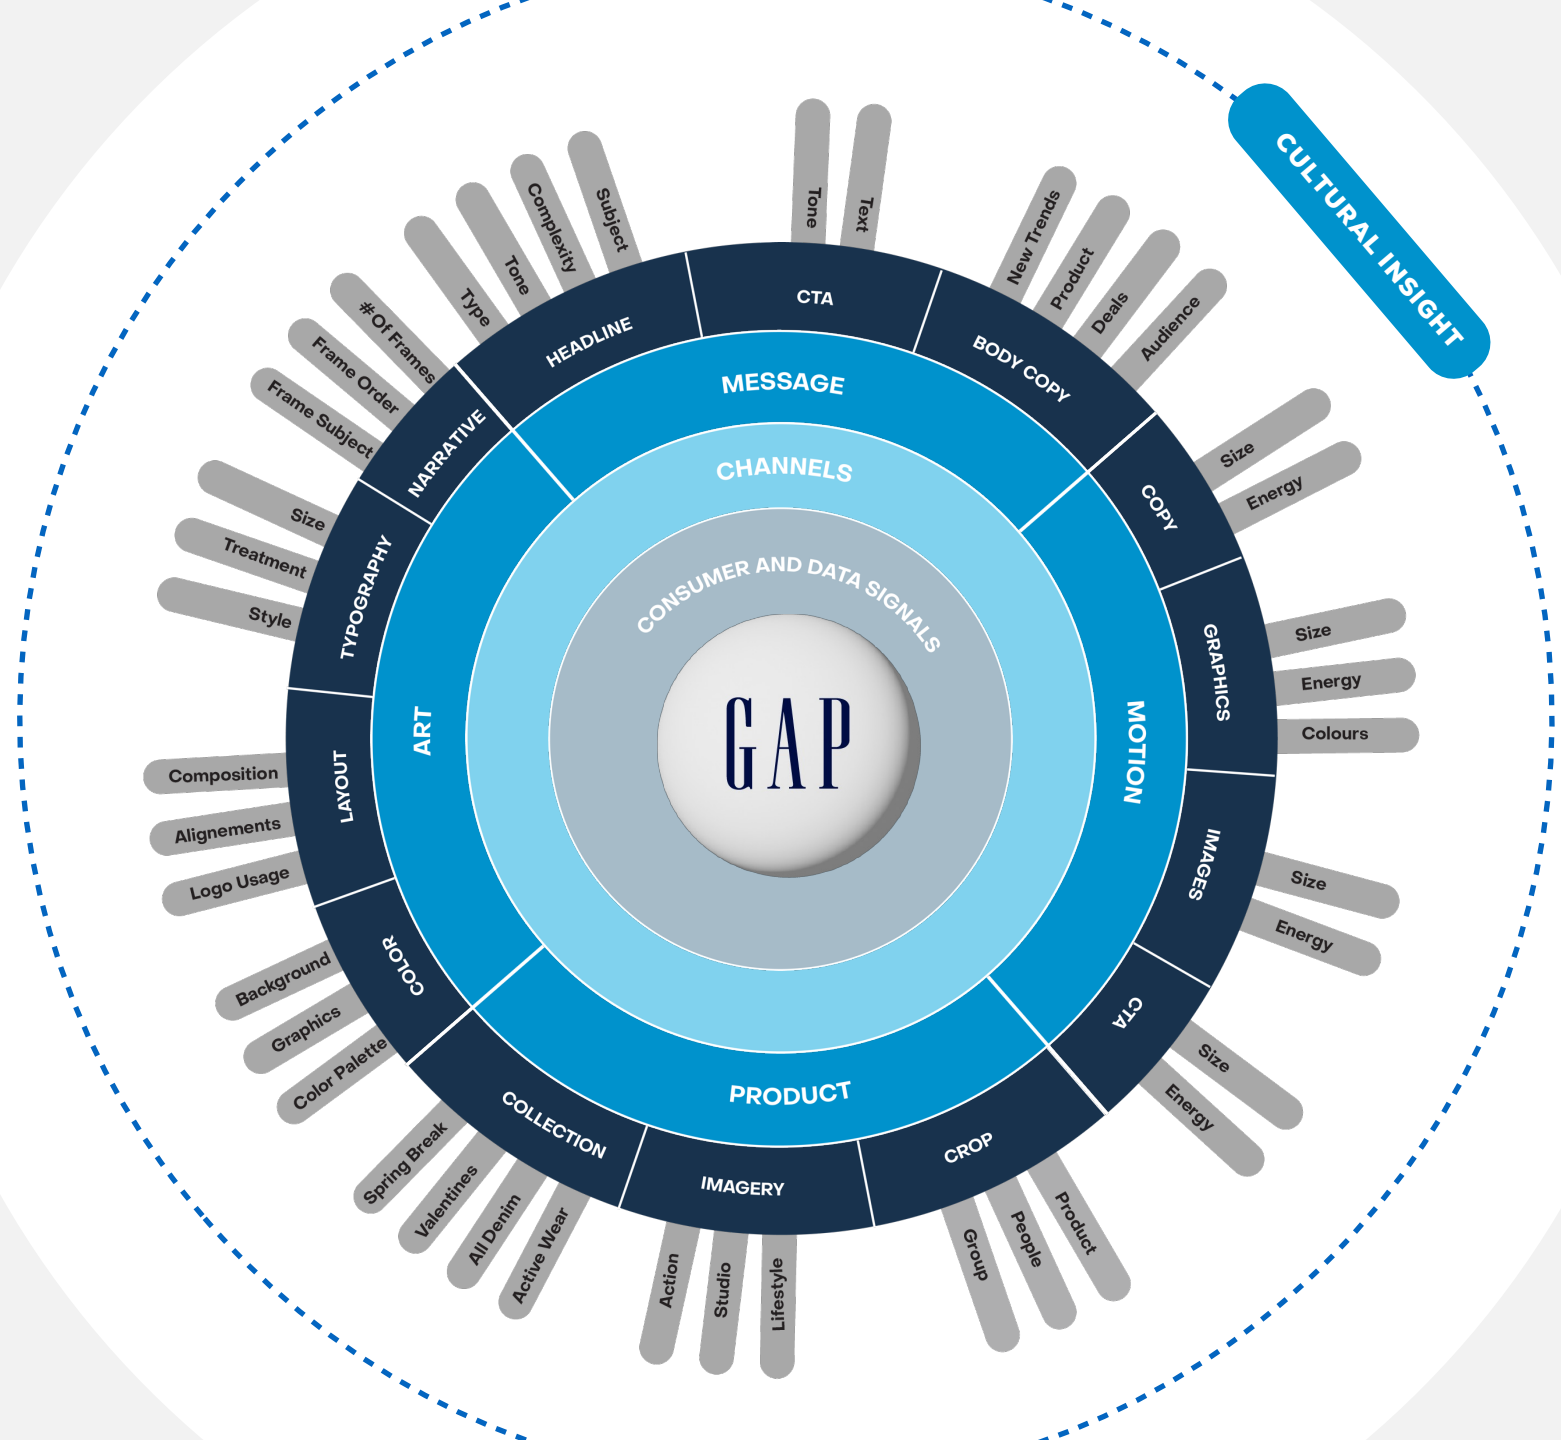 CULTURAL INSIGHT
Tone
Text
New Trends
Product
Deals
Audience
Size
Energy
Size
Energy
Colours
Size
Energy
Size
Energy
Product
People
Group
Lifestyle
Studio
Action
Active Wear
All Denim
Valentines
Spring Break
Color Palette
Graphics
Background
Logo Usage
Alignements
Composition
Style
Treatment
Size
Frame Subject
Frame Order
# Of Frames
Type
Tone
Complexity
Subject
HEADLINE
CTA
BODY COPY
COPY
GRAPHICS
IMAGES
CTA
CROP
IMAGERY
COLLECTION
COLOR
LAYOUT
TYPOGRAPHY
NARRATIVE
MESSAGE
MOTION
PRODUCT
ART
CHANNELS
CONSUMER AND DATA SIGNALS
GAP